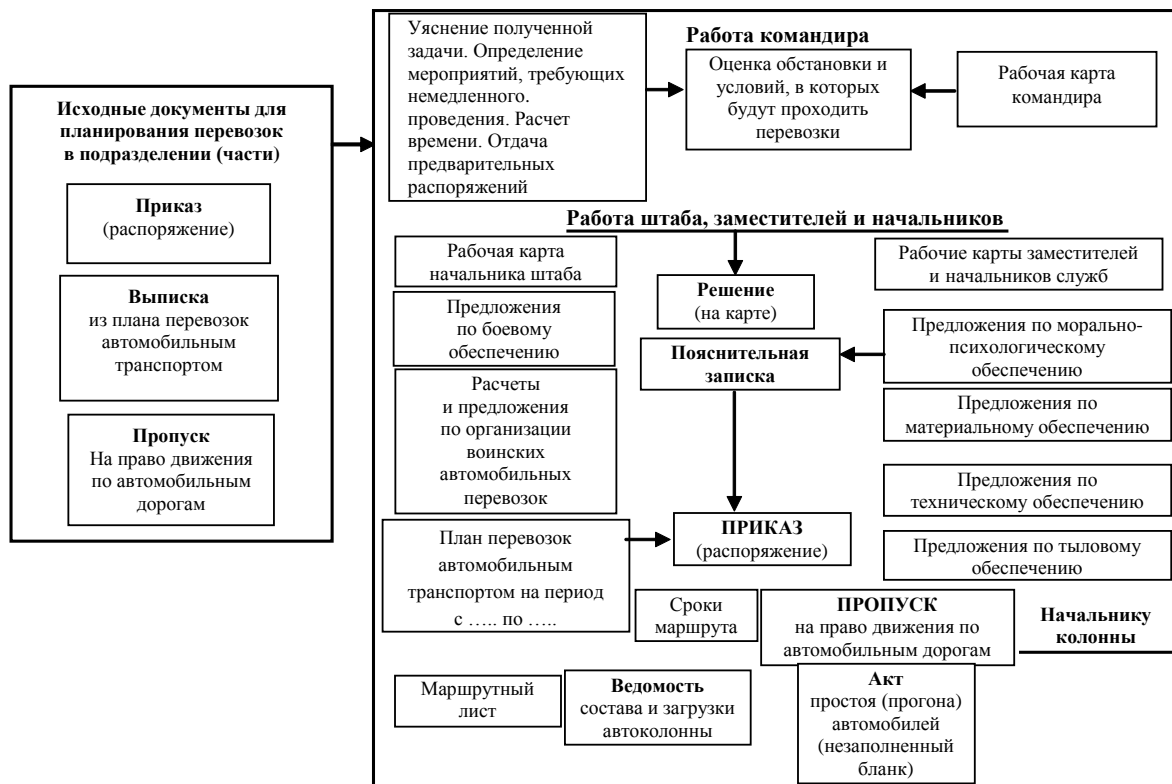 Исходные документы для
планирования перевозок
в подразделении (части)
Приказ
(распоряжение)
Выписка
из плана перевозок
автомобильным
транспортом
Пропуск
На право движения
по автомобильным
дорогам
Уяснение полученной
задачи. Определение
мероприятий, требующих
немедленного.
проведения. Расчет
времени. Отдача
предварительных
распоряжений
Работа командира
Оценка обстановки и
условий, в которых
будут проходить
перевозки
Рабочая карта
командира
Работа штаба, заместителей и начальников
Рабочая карта
начальника штаба
Предложения
по боевому
обеспечению
Расчеты
и предложения
по организации
воинских
автомобильных
перевозок
План перевозок
автомобильным
транспортом на период
с ….. по …..
Решение
(на карте)
Пояснительная
записка
ПРИКАЗ
(распоряжение)
Рабочие карты заместителей
и начальников служб
Предложения по морально-
психологическому
обеспечению
Предложения по
материальному обеспечению
Предложения по
техническому обеспечению
Предложения по тыловому
обеспечению
Сроки
маршрута
ПРОПУСК
на право движения по
автомобильным дорогам
Начальнику
колонны
Маршрутный
лист
Ведомость
состава и загрузки
автоколонны
Акт
простоя (прогона)
автомобилей
(незаполненный
бланк)